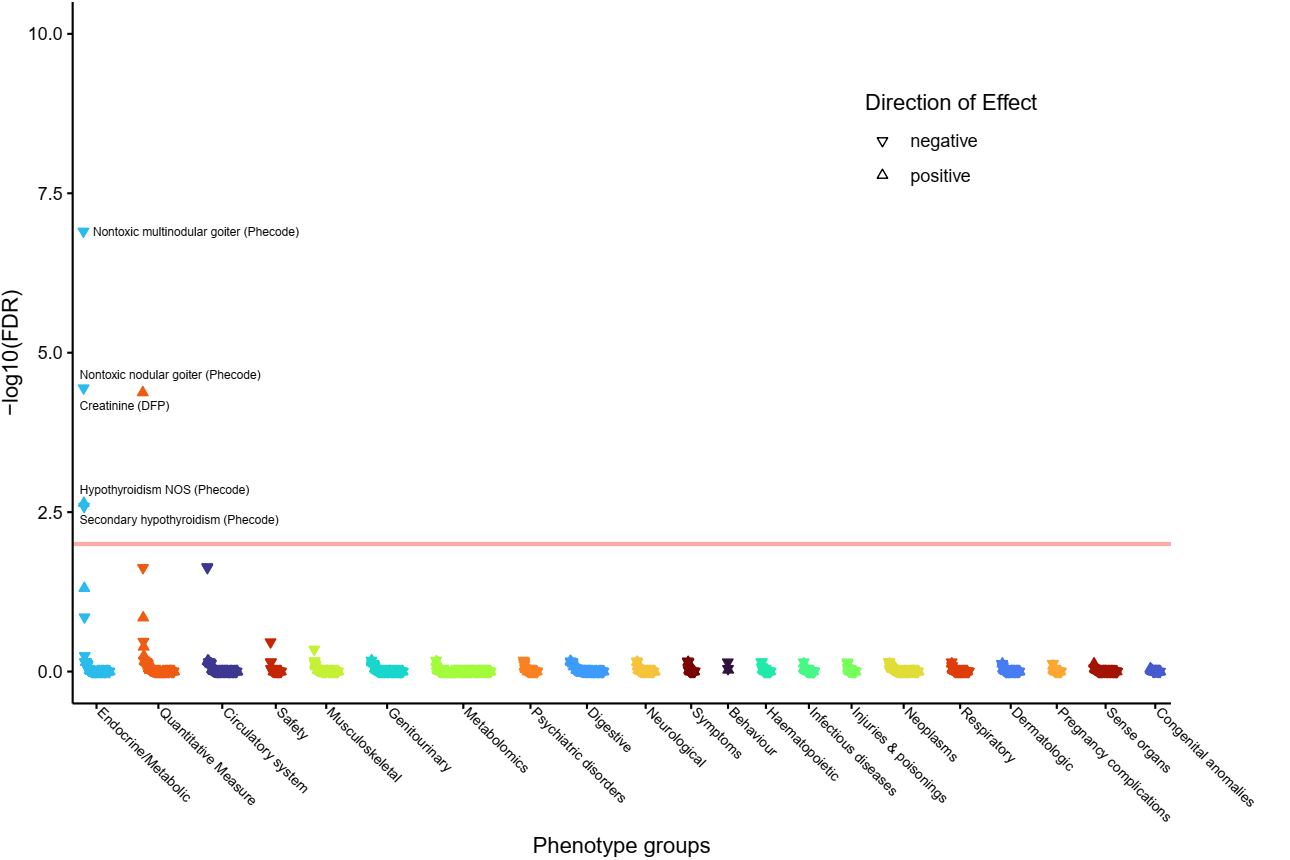 10.0
7.5
5.0
2.5
0.0
−log10(FDR)
Direction of Effect
negative
positive
Nontoxic multinodular goiter (Phecode)
Nontoxic nodular goiter (Phecode)
Creatinine (DFP)
Hypothyroidism NOS (Phecode)
Secondary hypothyroidism (Phecode)
Endocrine/Metabolic
Quantitative Measure
Circulatory system
Safety
Musculoskeletal
Genitourinary
Metabolomics
Psychiatric disorders
Digestive
Neurological
Symptoms
Behaviour
Haematopoietic
Infectious diseases
Injuries & poisonings
Neoplasms
Respiratory
Dermatologic
Pregnancy complications
Sense organs
Congenital anomalies
Phenotype groups